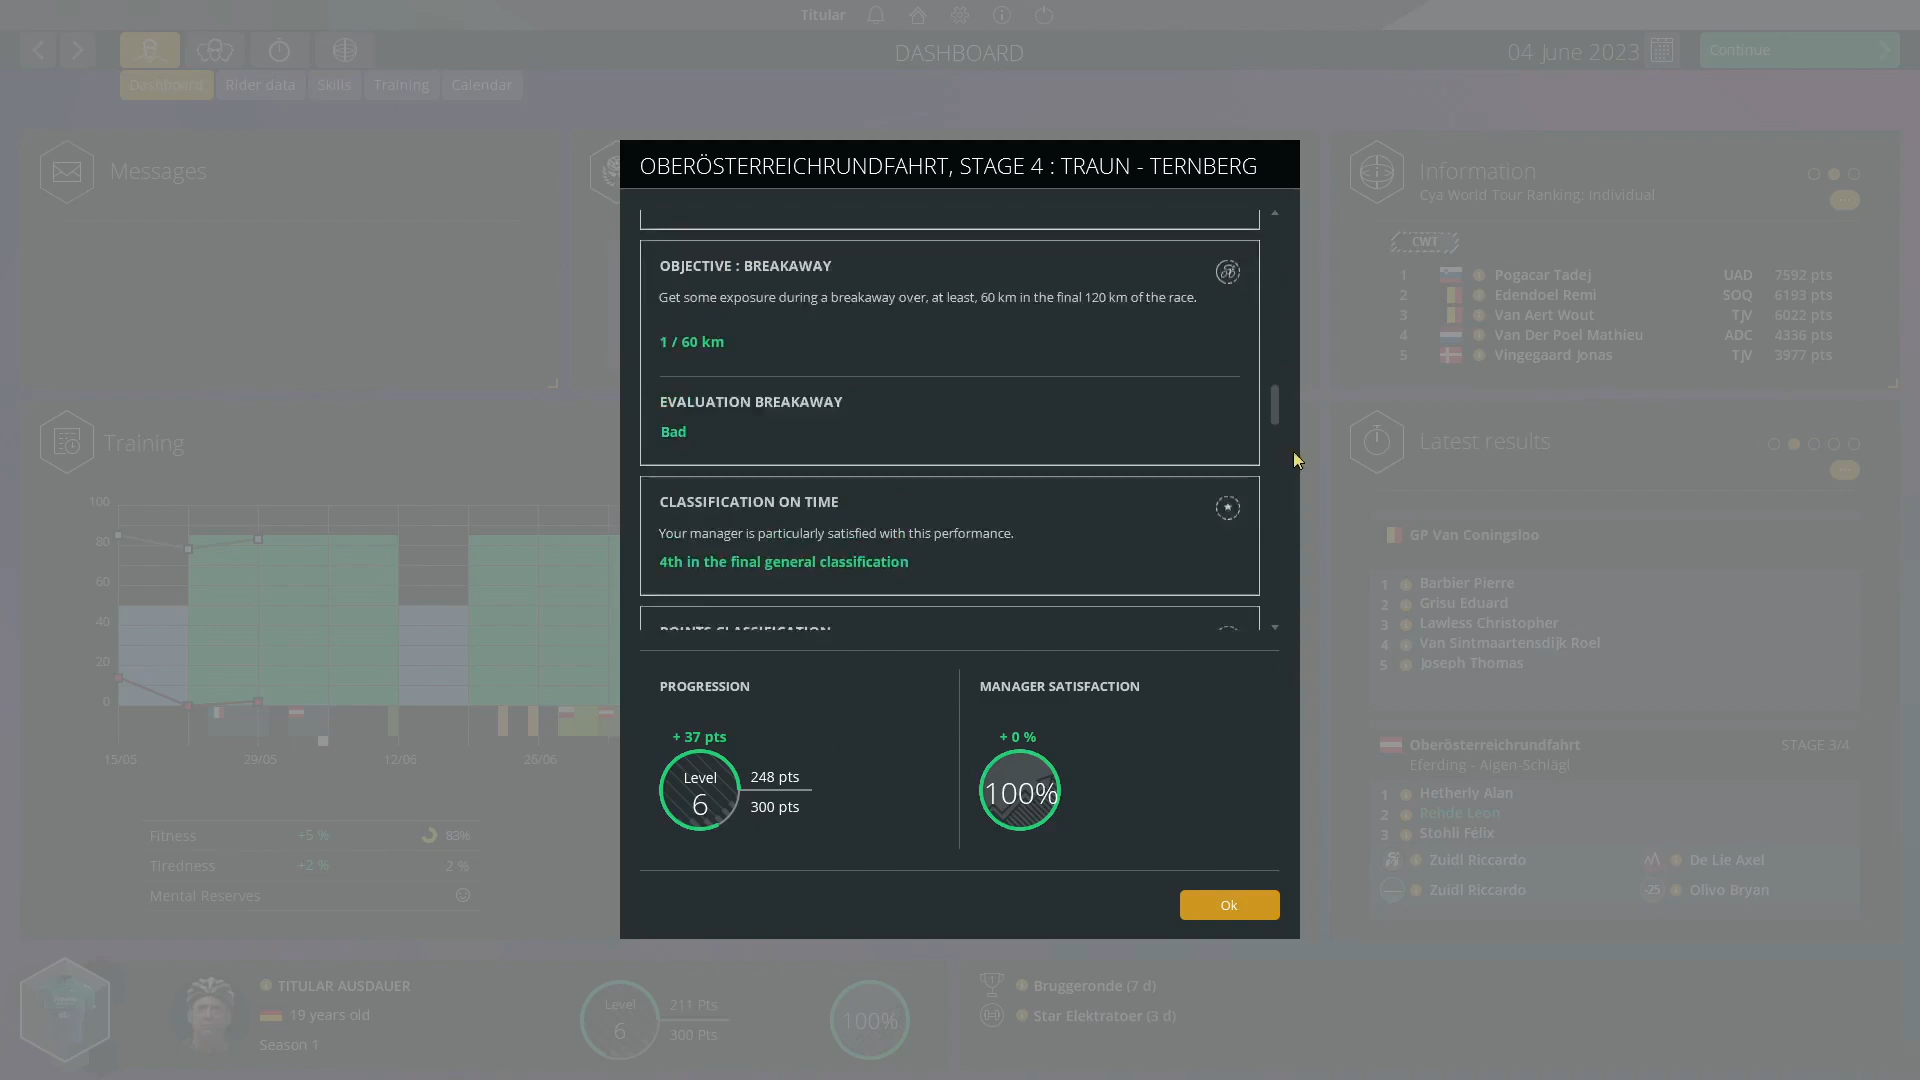 Titular
DASHBOARD
04 June 2023
Continue
Dashboard
Rider data
Skills
Training
Calendar
Messages
OBERÖSTERREICHRUNDFAHRT, STAGE 4 : TRAUN - TERNBERG
OBJECTIVE : BREAKAWAY
Get some exposure during a breakaway over, at least, 60 km in the final 120 km of the race.
1 / 60 km
EVALUATION BREAKAWAY
Bad
CLASSIFICATION ON TIME
Your manager is particularly satisfied with this performance.
4th in the final general classification
POINTS CLASSIFICATION
PROGRESSION
+ 37 pts
Level
6
248 pts
300 pts
MANAGER SATISFACTION
+ 0 %
100%
Ok
Information
Cya World Tour Ranking: Individual
CWT
1 Pogacar Tadej UAD 7592 pts
2 Edendoel Remi SOQ 6193 pts
3 Van Aert Wout TJV 6022 pts
4 Van Der Poel Mathieu ADC 4336 pts
5 Vingegaard Jonas TJV 3977 pts
Training
100
80
60
40
20
0
15/05
29/05
12/06
26/06
Fitness +5 % 83%
Tiredness +2 % 2 %
Mental Reserves
Latest results
GP Van Coningsloo
1 Barbier Pierre
2 Grisu Eduard
3 Lawless Christopher
4 Van Sintmaartensdijk Roel
5 Joseph Thomas
Oberösterreichrundfahrt STAGE 3/4
Eferding - Aigen-Schlägl
1 Hetherly Alan
2 Rehde Leon
3 Stohli Félix
Zuidl Riccardo
De Lie Axel
Zuidl Riccardo
-25 Olivo Bryan
TITULAR AUSDAUER
19 years old
Season 1
Level
6
211 Pts
300 Pts
100%
Bruggeronde (7 d)
Star Elektratoer (3 d)